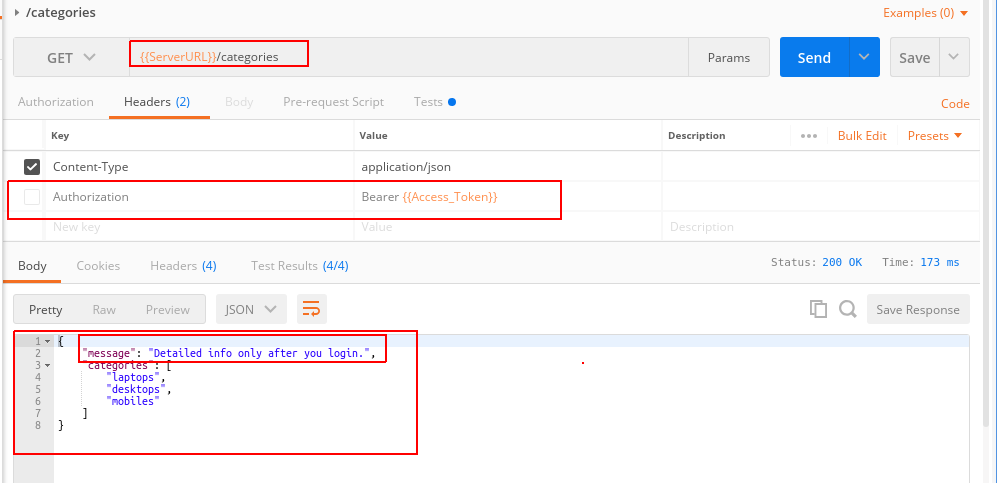 /categories Examples (0)
GET {{ServerURL}}/categories Params Send Save
Authorization Headers (2) Body Pre-request Script Tests Code
Key Value Description Bulk Edit Presets
Content-Type application/json
Authorization Bearer {{Access_Token}}
New key Value Description
Body Cookies Headers (4) Test Results (4/4) Status: 200 OK Time: 173 ms
Pretty Raw Preview JSON Save Response
1 {
2 "message": "Detailed info only after you login.",
3 "categories": [
4 "laptops",
5 "desktops",
6 "mobiles"
7 ]
8 }